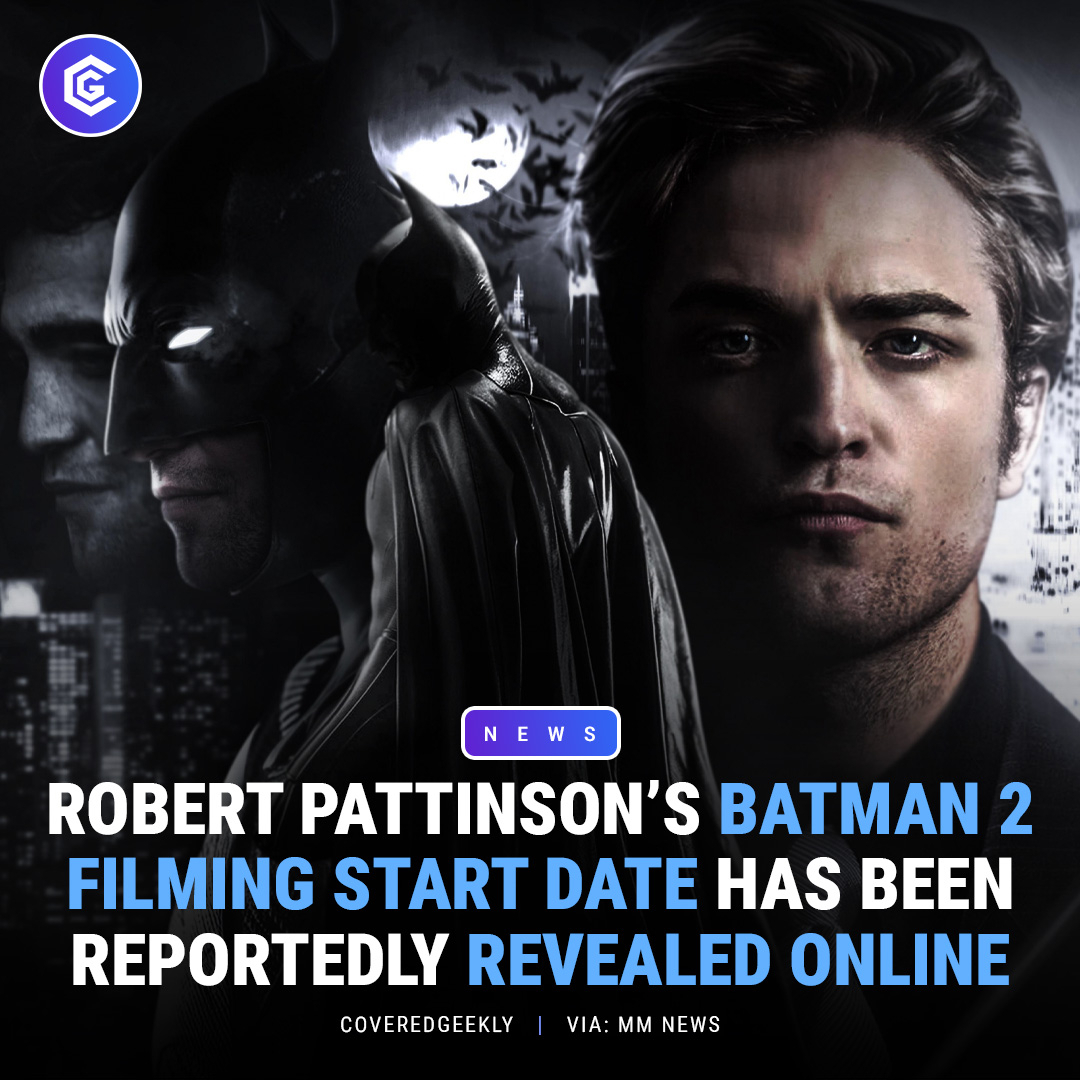 NEWS
ROBERT PATTINSON’S BATMAN 2
FILMING START DATE HAS BEEN
REPORTEDLY REVEALED ONLINE
COVEREDGEEKLY | VIA: MM NEWS